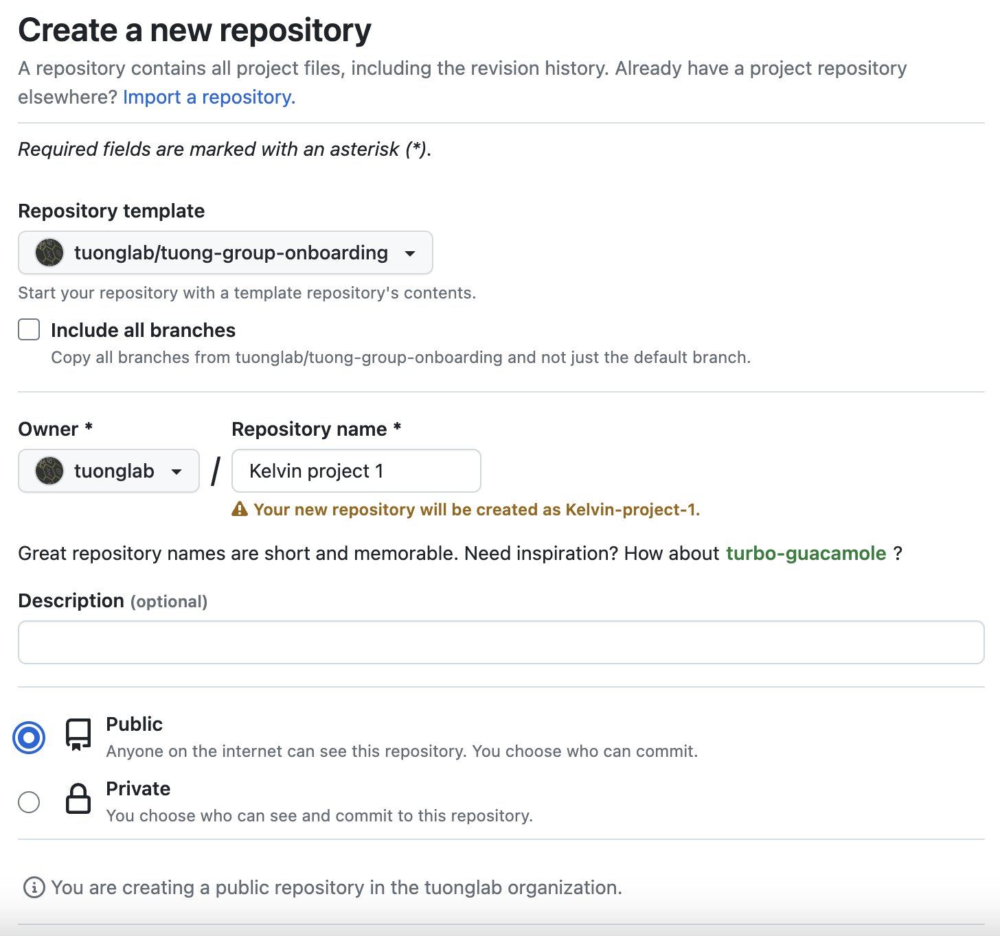 Create a new repository
A repository contains all project files, including the revision history. Already have a project repository
elsewhere? Import a repository.
Required fields are marked with an asterisk (*).
Repository template
tuonglab/tuong-group-onboarding
Start your repository with a template repository's contents.
Include all branches
Copy all branches from tuonglab/tuong-group-onboarding and not just the default branch.
Owner * Repository name *
tuonglab / Kelvin project 1
Your new repository will be created as Kelvin-project-1.
Great repository names are short and memorable. Need inspiration? How about turbo-guacamole ?
Description (optional)
Public
Anyone on the internet can see this repository. You choose who can commit.
Private
You choose who can see and commit to this repository.
You are creating a public repository in the tuonglab organization.